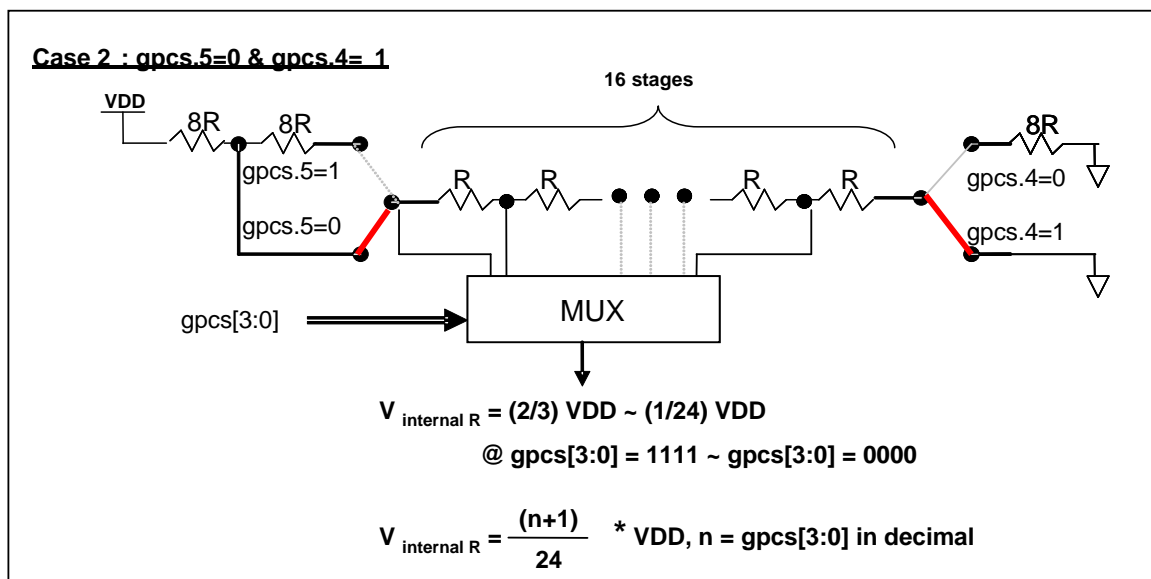 Case 2 : gpcs.5=0 & gpcs.4= 1
16 stages
VDD
8R 8R 8R
gpcs.5=1
R R R R
gpcs.4=0
gpcs.5=0
gpcs.4=1
MUX
gpcs[3:0]
V internal R = (2/3) VDD ~ (1/24) VDD
@ gpcs[3:0] = 1111 ~ gpcs[3:0] = 0000
V internal R = (n+1) / 24 * VDD, n = gpcs[3:0] in decimal